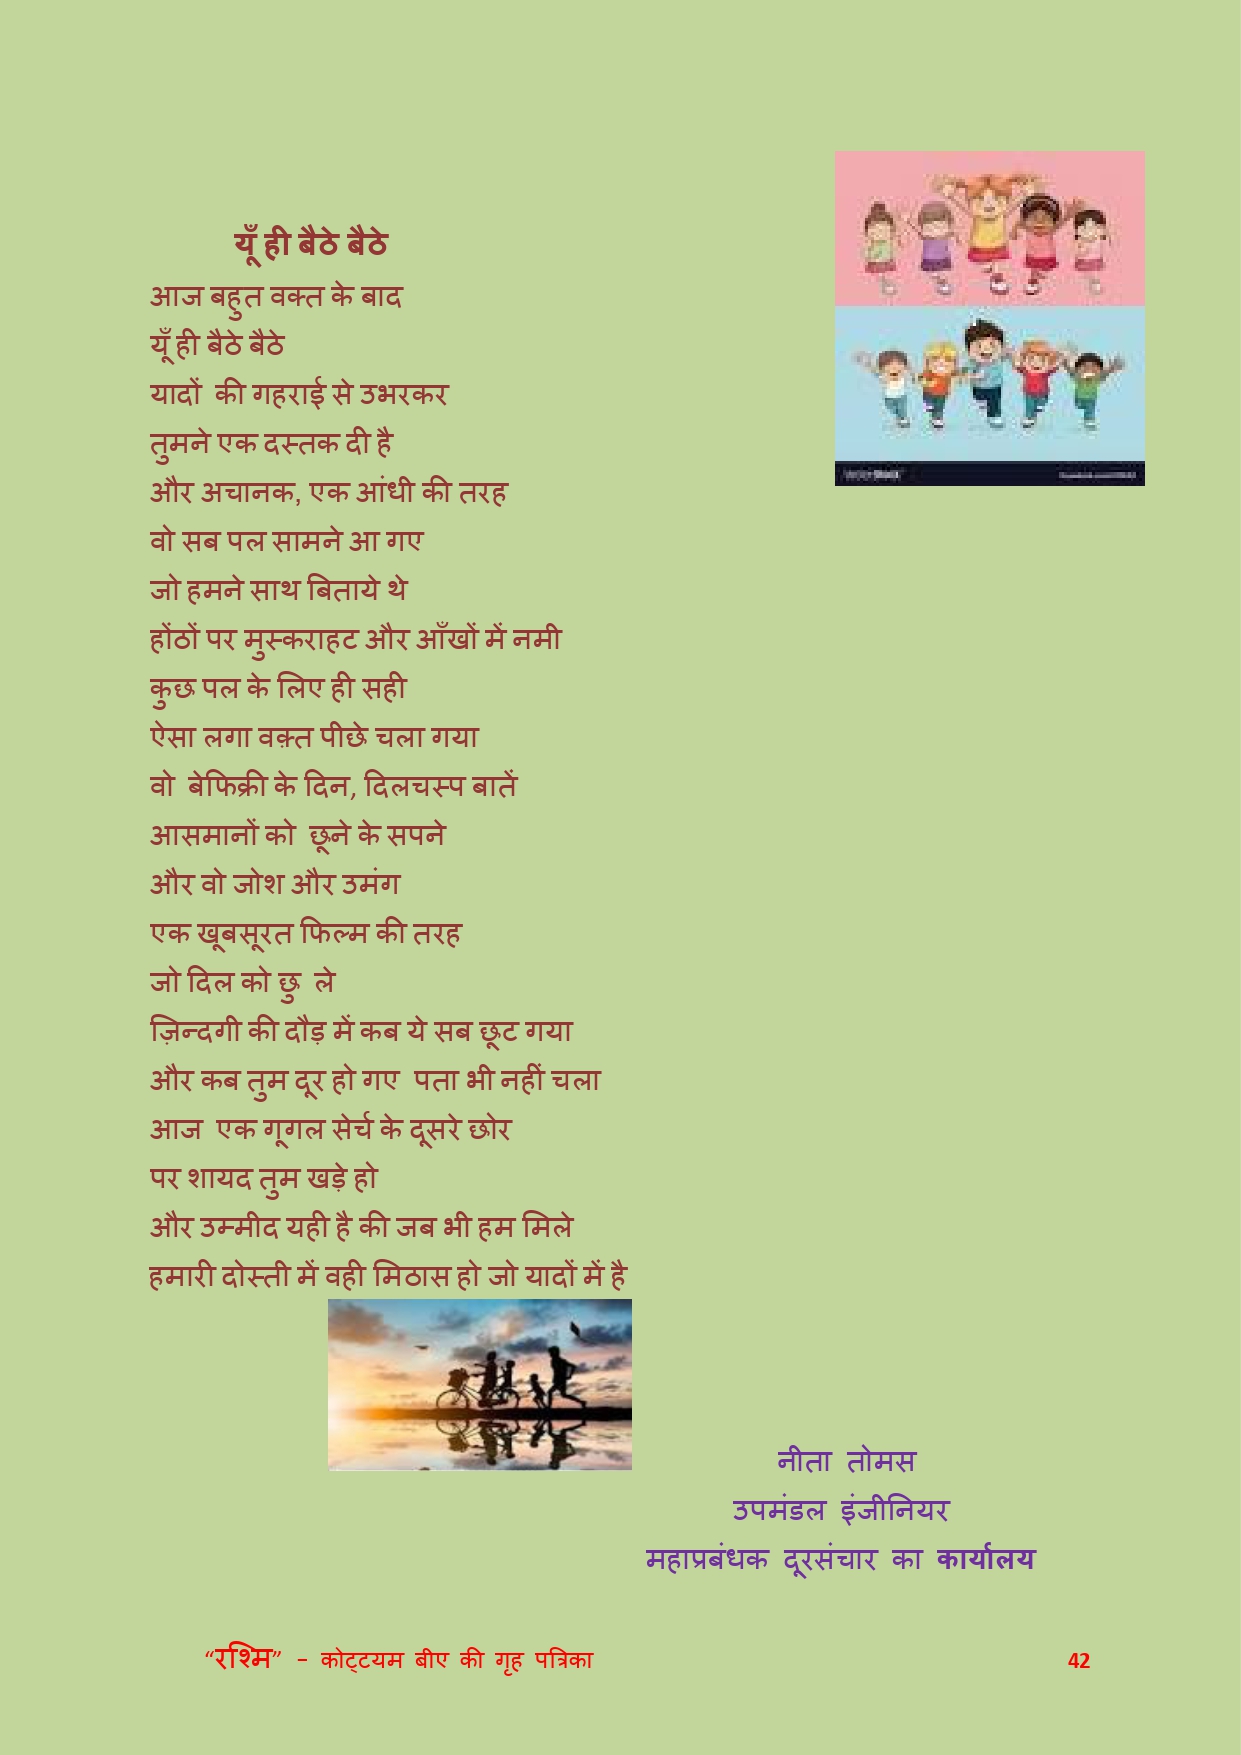 यूँ ही बैठे बैठे
आज बहुत वक्त के बाद
यूँ ही बैठे बैठे
यादों की गहराई से उभरकर
तुमने एक दस्तक दी है
और अचानक, एक आंधी की तरह
वो सब पल सामने आ गए
जो हमने साथ बिताये थे
होंठों पर मुस्कराहट और आँखों में नमी
कुछ पल के लिए ही सही
ऐसा लगा वक़्त पीछे चला गया
वो बेफिक्री के दिन, दिलचस्प बातें
आसमानों को छूने के सपने
और वो जोश और उमंग
एक खूबसूरत फिल्म की तरह
जो दिल को छु ले
ज़िन्दगी की दौड़ में कब ये सब छूट गया
और कब तुम दूर हो गए पता भी नहीं चला
आज एक गूगल सेर्च के दूसरे छोर
पर शायद तुम खड़े हो
और उम्मीद यही है की जब भी हम मिले
हमारी दोस्ती में वही मिठास हो जो यादों में है
नीता तोमस
उपमंडल इंजीनियर
महाप्रबंधक दूरसंचार का कार्यालय
“रश्मि” – कोट्टयम बीए की गृह पत्रिका 42